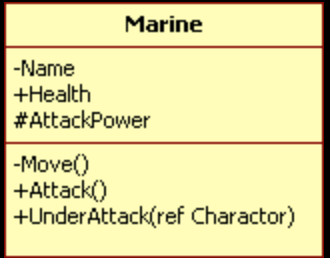 Marine
-Name
+Health
#AttackPower
-Move()
+Attack()
+UnderAttack(ref Charactor)